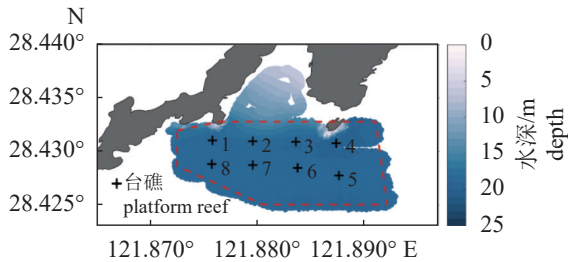 N
28.440°
28.435°
28.430°
28.425°
1 2 3 4
8 7 6 5
台礁
platform reef
121.870° 121.880° 121.890° E
0
5
10
15
20
25
水深/m
depth